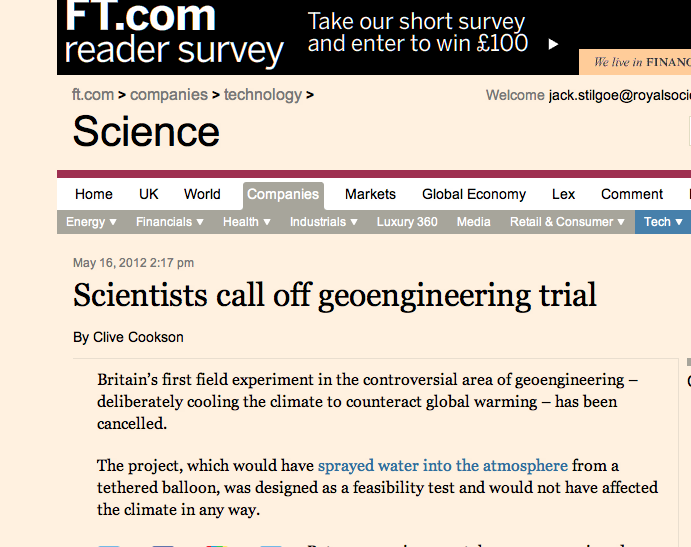 FT.com
reader survey
Take our short survey
and enter to win £100
We live in
ft.com > companies > technology >
Welcome
Science
Home UK World Companies Markets Global Economy Lex Comment
Energy Financials Health Industrials Luxury 360 Media Retail & Consumer Tech
May 16, 2012 2:17 pm
Scientists call off geoengineering trial
By Clive Cookson
Britain’s first field experiment in the controversial area of geoengineering –
deliberately cooling the climate to counteract global warming – has been
cancelled.
The project, which would have sprayed water into the atmosphere from a
tethered balloon, was designed as a feasibility test and would not have affected
the climate in any way.